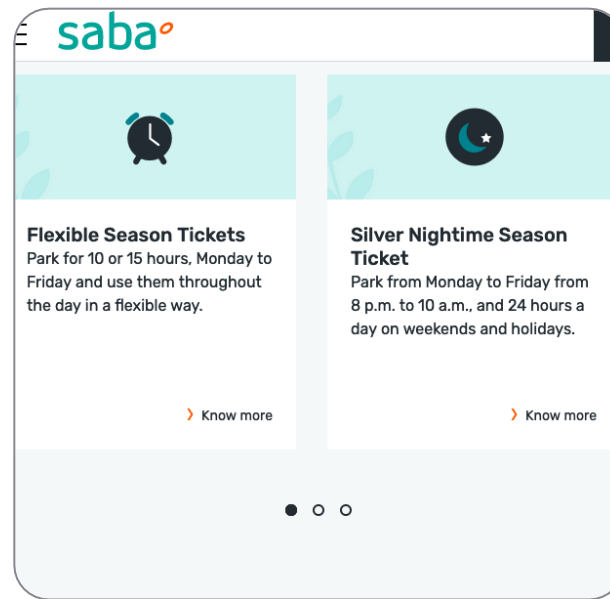 saba
Flexible Season Tickets
Park for 10 or 15 hours, Monday to
Friday and use them throughout
the day in a flexible way.
Know more
Silver Nightime Season
Ticket
Park from Monday to Friday from
8 p.m. to 10 a.m., and 24 hours a
day on weekends and holidays.
Know more